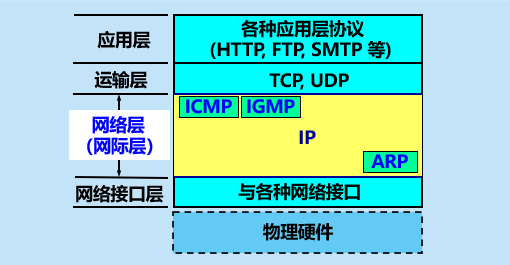 应用层
各种应用层协议
(HTTP, FTP, SMTP 等)
运输层
TCP, UDP
网络层
(网际层)
ICMP
IGMP
IP
ARP
网络接口层
与各种网络接口
物理硬件